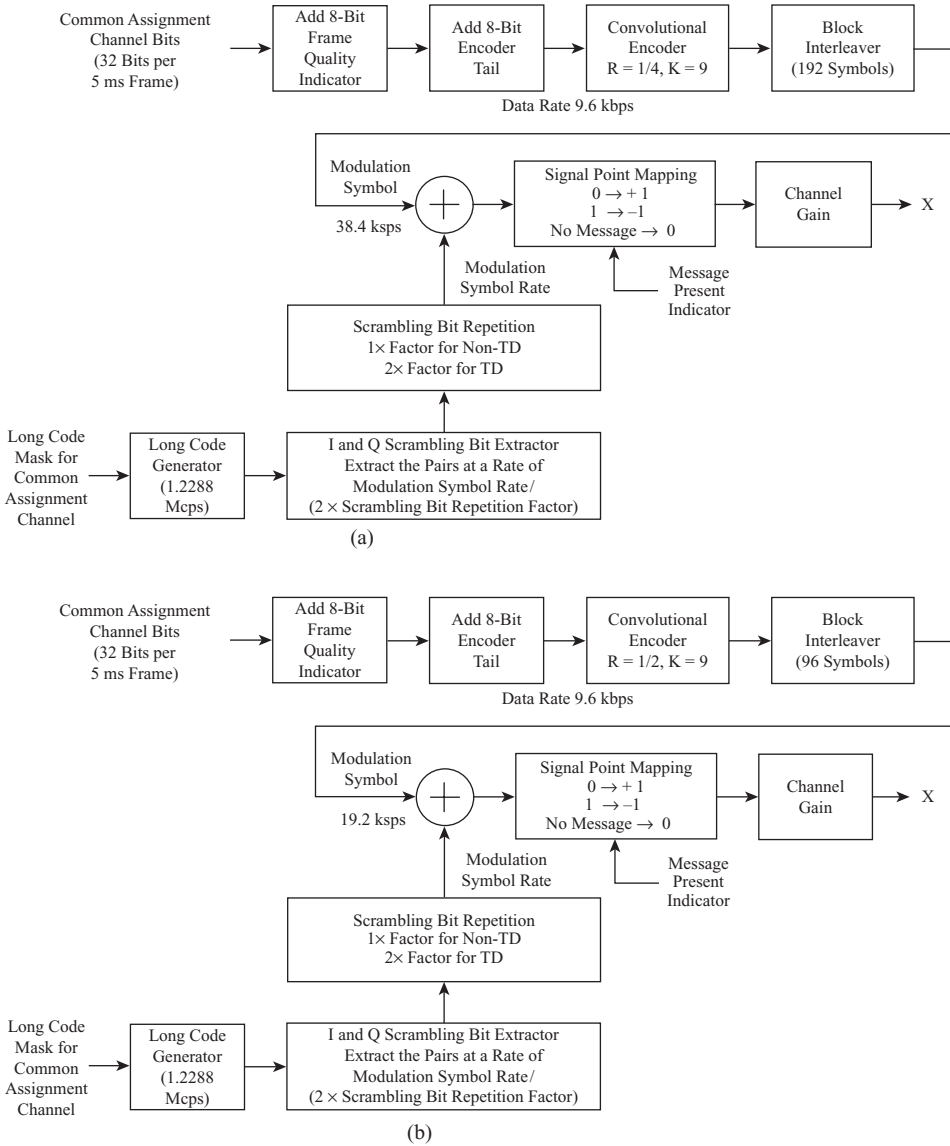 Common Assignment
Channel Bits
(32 Bits per
5 ms Frame)
Add 8-Bit
Frame
Quality
Indicator
Add 8-Bit
Encoder
Tail
Convolutional
Encoder
R = 1/4, K = 9
Block
Interleaver
(192 Symbols)
Data Rate 9.6 kbps
Modulation
Symbol
38.4 ksps
+
Signal Point Mapping
0 → + 1
1 → –1
No Message → 0
Channel
Gain
X
Modulation
Symbol Rate
Message
Present
Indicator
Scrambling Bit Repetition
1× Factor for Non-TD
2× Factor for TD
Long Code
Mask for
Common
Assignment
Channel
Long Code
Generator
(1.2288
Mcps)
I and Q Scrambling Bit Extractor
Extract the Pairs at a Rate of
Modulation Symbol Rate/
(2 × Scrambling Bit Repetition Factor)
(a)
Common Assignment
Channel Bits
(32 Bits per
5 ms Frame)
Add 8-Bit
Frame
Quality
Indicator
Add 8-Bit
Encoder
Tail
Convolutional
Encoder
R = 1/2, K = 9
Block
Interleaver
(96 Symbols)
Data Rate 9.6 kbps
Modulation
Symbol
19.2 ksps
+
Signal Point Mapping
0 → + 1
1 → –1
No Message → 0
Channel
Gain
X
Modulation
Symbol Rate
Message
Present
Indicator
Scrambling Bit Repetition
1× Factor for Non-TD
2× Factor for TD
Long Code
Mask for
Common
Assignment
Channel
Long Code
Generator
(1.2288
Mcps)
I and Q Scrambling Bit Extractor
Extract the Pairs at a Rate of
Modulation Symbol Rate/
(2 × Scrambling Bit Repetition Factor)
(b)